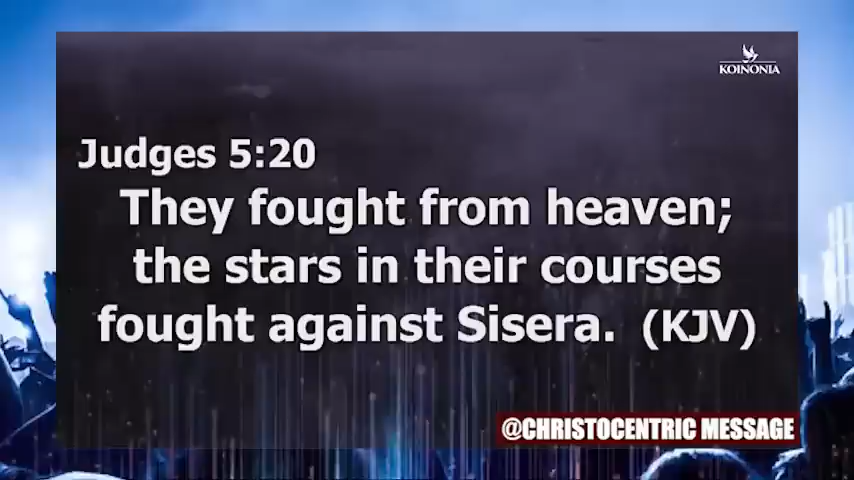 KOINONIA
Judges 5:20
They fought from heaven;
the stars in their courses
fought against Sisera. (KJV)
@CHRISTOCENTRIC MESSAGE